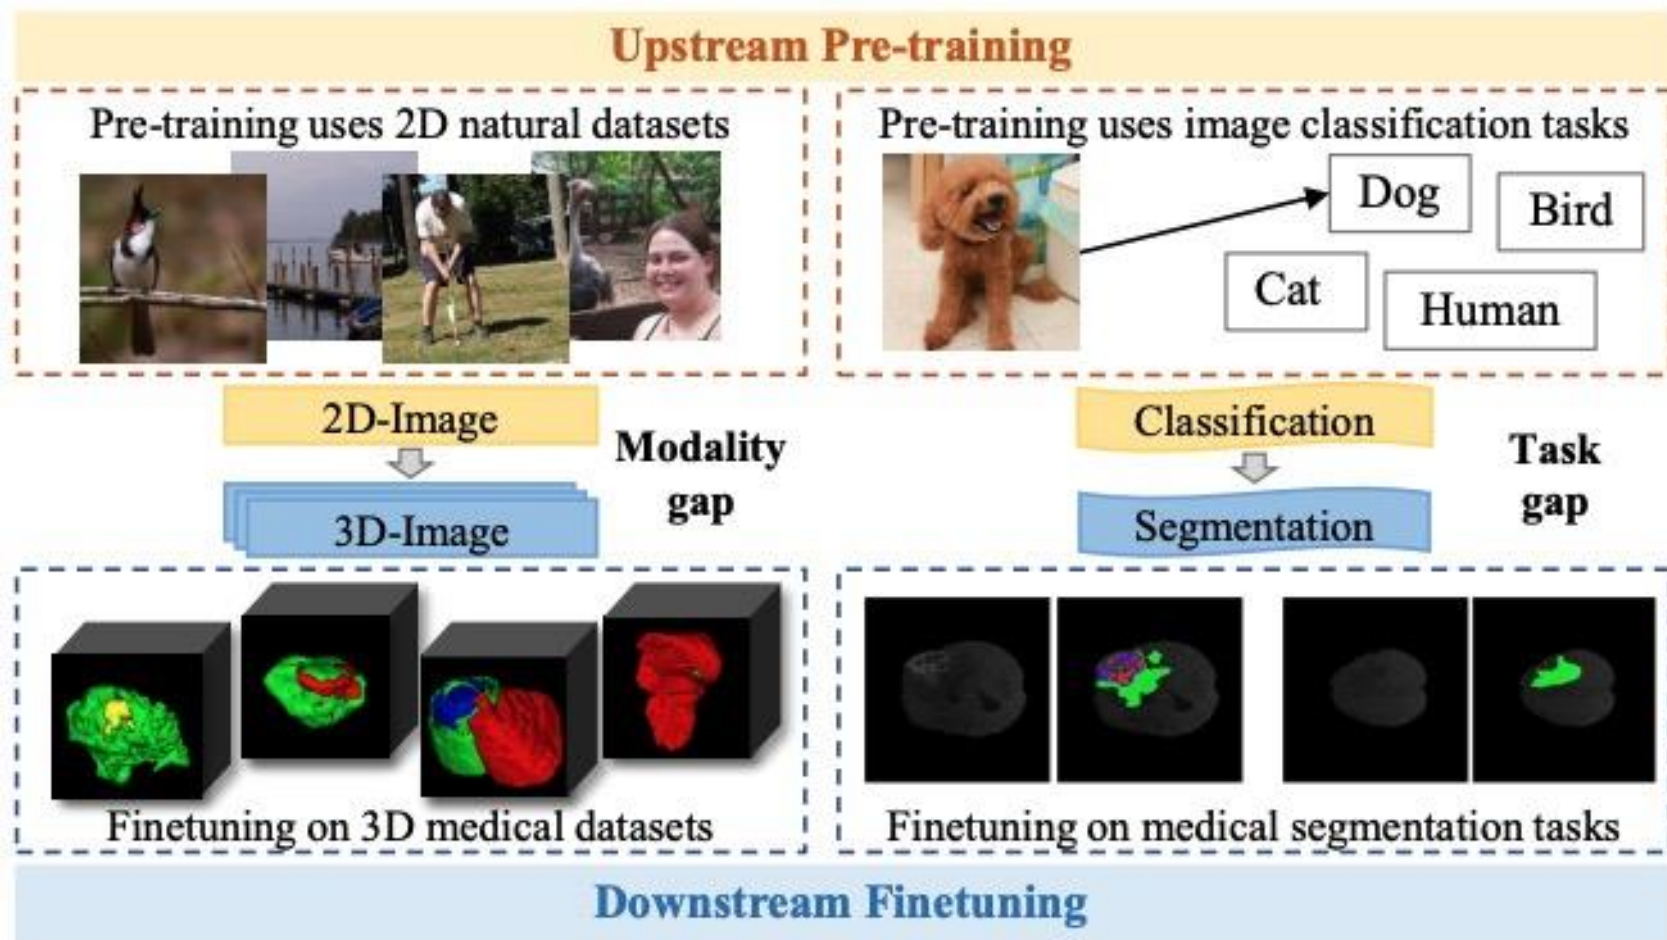 Upstream Pre-training
Pre-training uses 2D natural datasets
Pre-training uses image classification tasks
Dog
Bird
Cat
Human
2D-Image
3D-Image
Modality
gap
Classification
Segmentation
Task
gap
Finetuning on 3D medical datasets
Finetuning on medical segmentation tasks
Downstream Finetuning